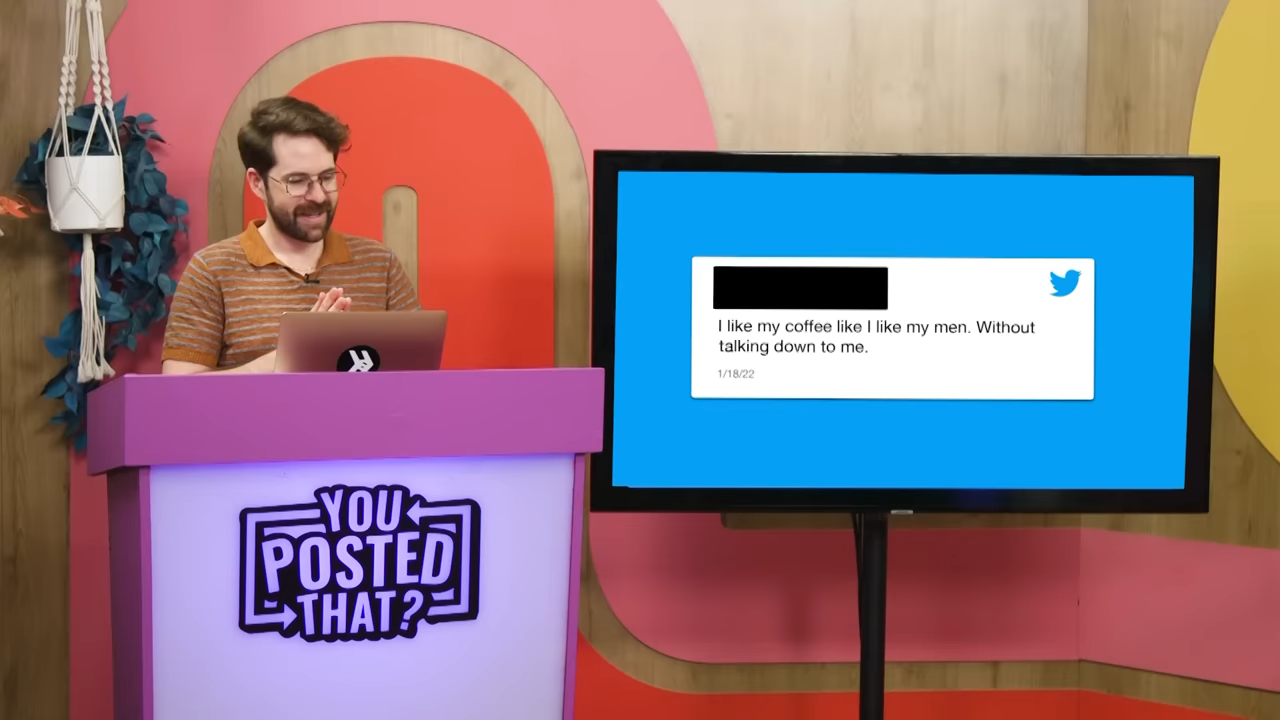 I like my coffee like I like my men. Without
talking down to me.
1/18/22
YOU
POSTED
THAT?